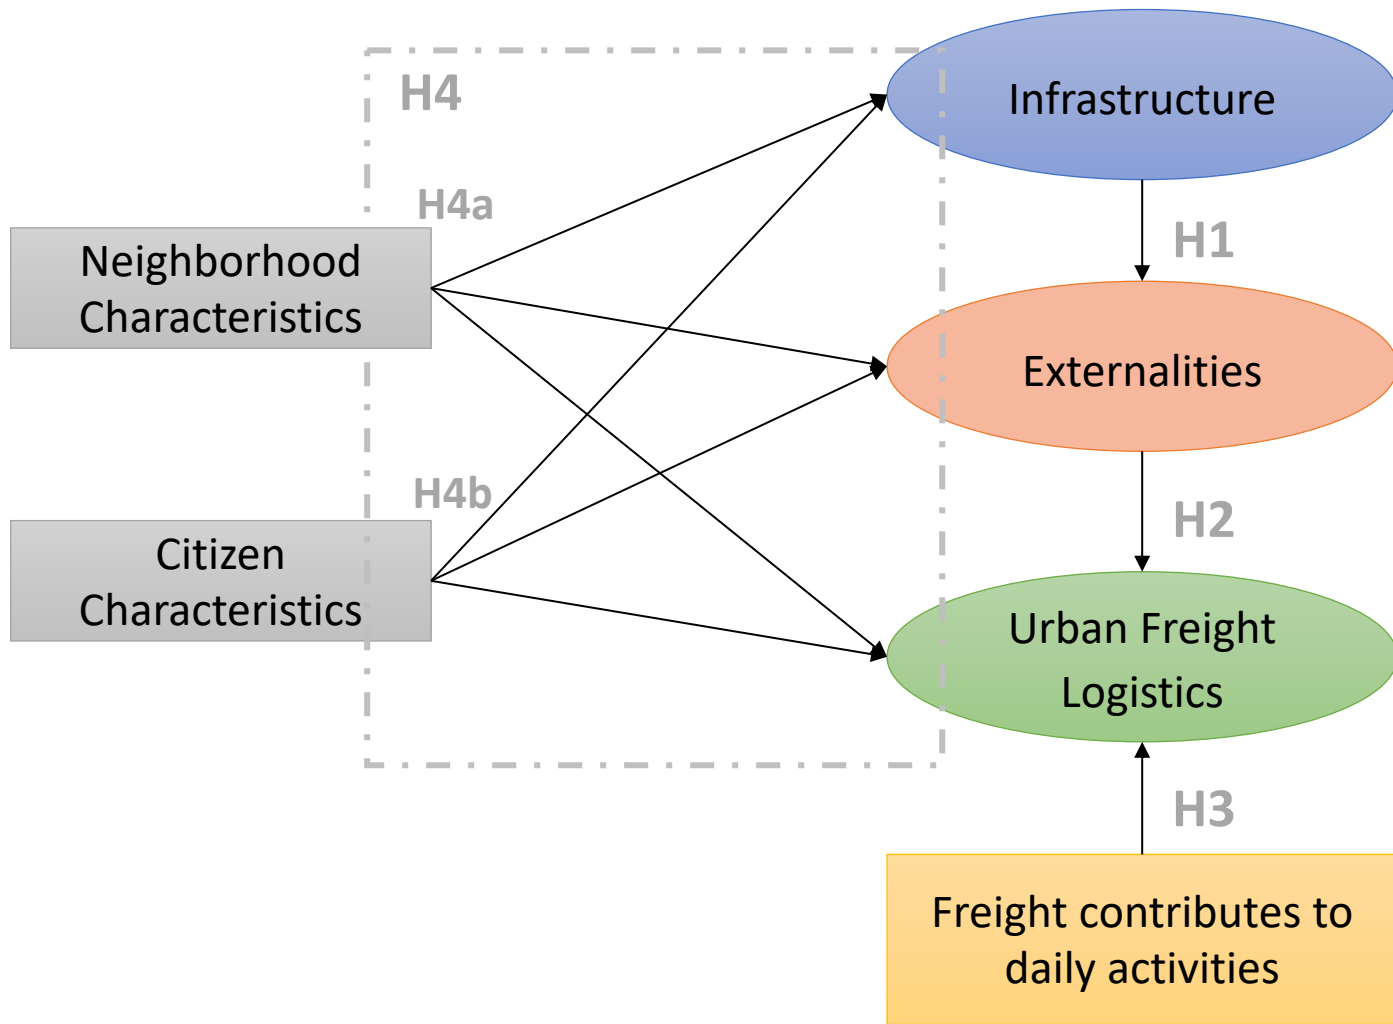 H4
Infrastructure
H4a
Neighborhood
Characteristics
H1
Externalities
H4b
Citizen
Characteristics
H2
Urban Freight
Logistics
H3
Freight contributes to
daily activities